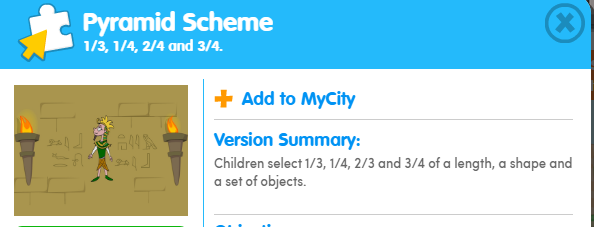 Pyramid Scheme
1/3, 1/4, 2/4 and 3/4.
Add to MyCity
Version Summary:
Children select 1/3, 1/4, 2/3 and 3/4 of a length, a shape and
a set of objects.